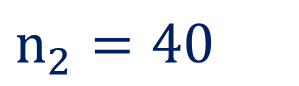 n₂ = 40